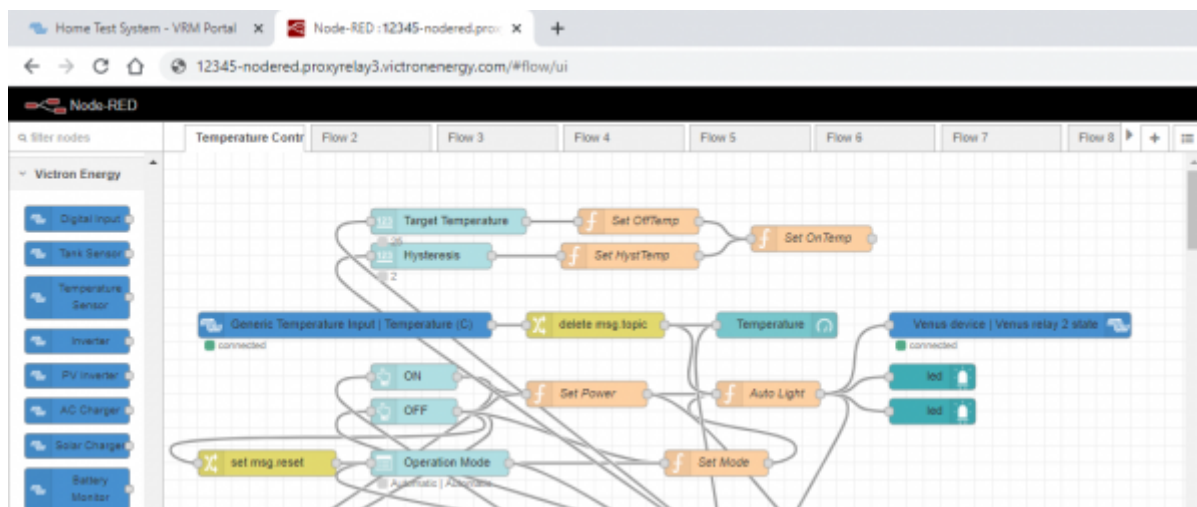 Home Test System - VRM Portal
Node-RED : 12345-nodered.prox
12345-nodered.proxyrelay3.victronenergy.com/#flow/ui
Node-RED
filter nodes
Temperature Contr
Flow 2
Flow 3
Flow 4
Flow 5
Flow 6
Flow 7
Flow 8
Victron Energy
Digital Input
Tank Sensor
Temperature
Sensor
Inverter
PV Inverter
AC Charger
Solar Charger
Battery
Monitor
123 Target Temperature
Set OffTemp
Set OnTemp
123 Hysteresis
Set HystTemp
2
Generic Temperature Input | Temperature (C)
delete msg.topic
Temperature
Venus device | Venus relay 2 state
connected
connected
ON
led
Set Power
Auto Light
OFF
led
set msg.reset
Operation Mode
Set Mode
Automatic | Automatic